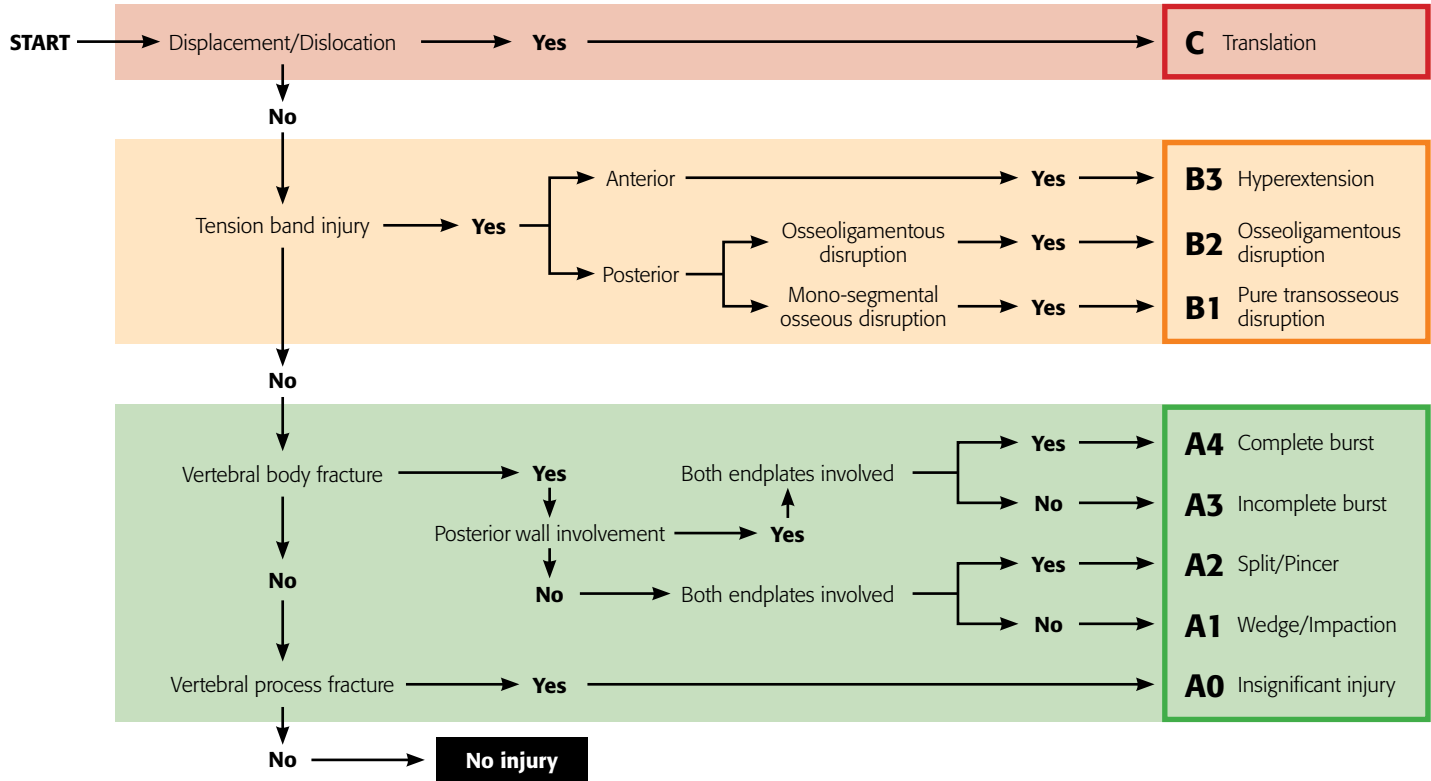 START
Displacement/Dislocation
Yes
C Translation
No
Anterior
Yes
B3 Hyperextension
Tension band injury
Yes
Osseoligamentous
disruption
Yes
B2 Osseoligamentous
disruption
Posterior
Mono-segmental
osseous disruption
Yes
B1 Pure transosseous
disruption
No
Vertebral body fracture
Yes
Both endplates involved
Yes
A4 Complete burst
No
A3 Incomplete burst
Posterior wall involvement
Yes
No
Both endplates involved
Yes
A2 Split/Pincer
No
A1 Wedge/Impaction
No
Vertebral process fracture
Yes
A0 Insignificant injury
No
No injury